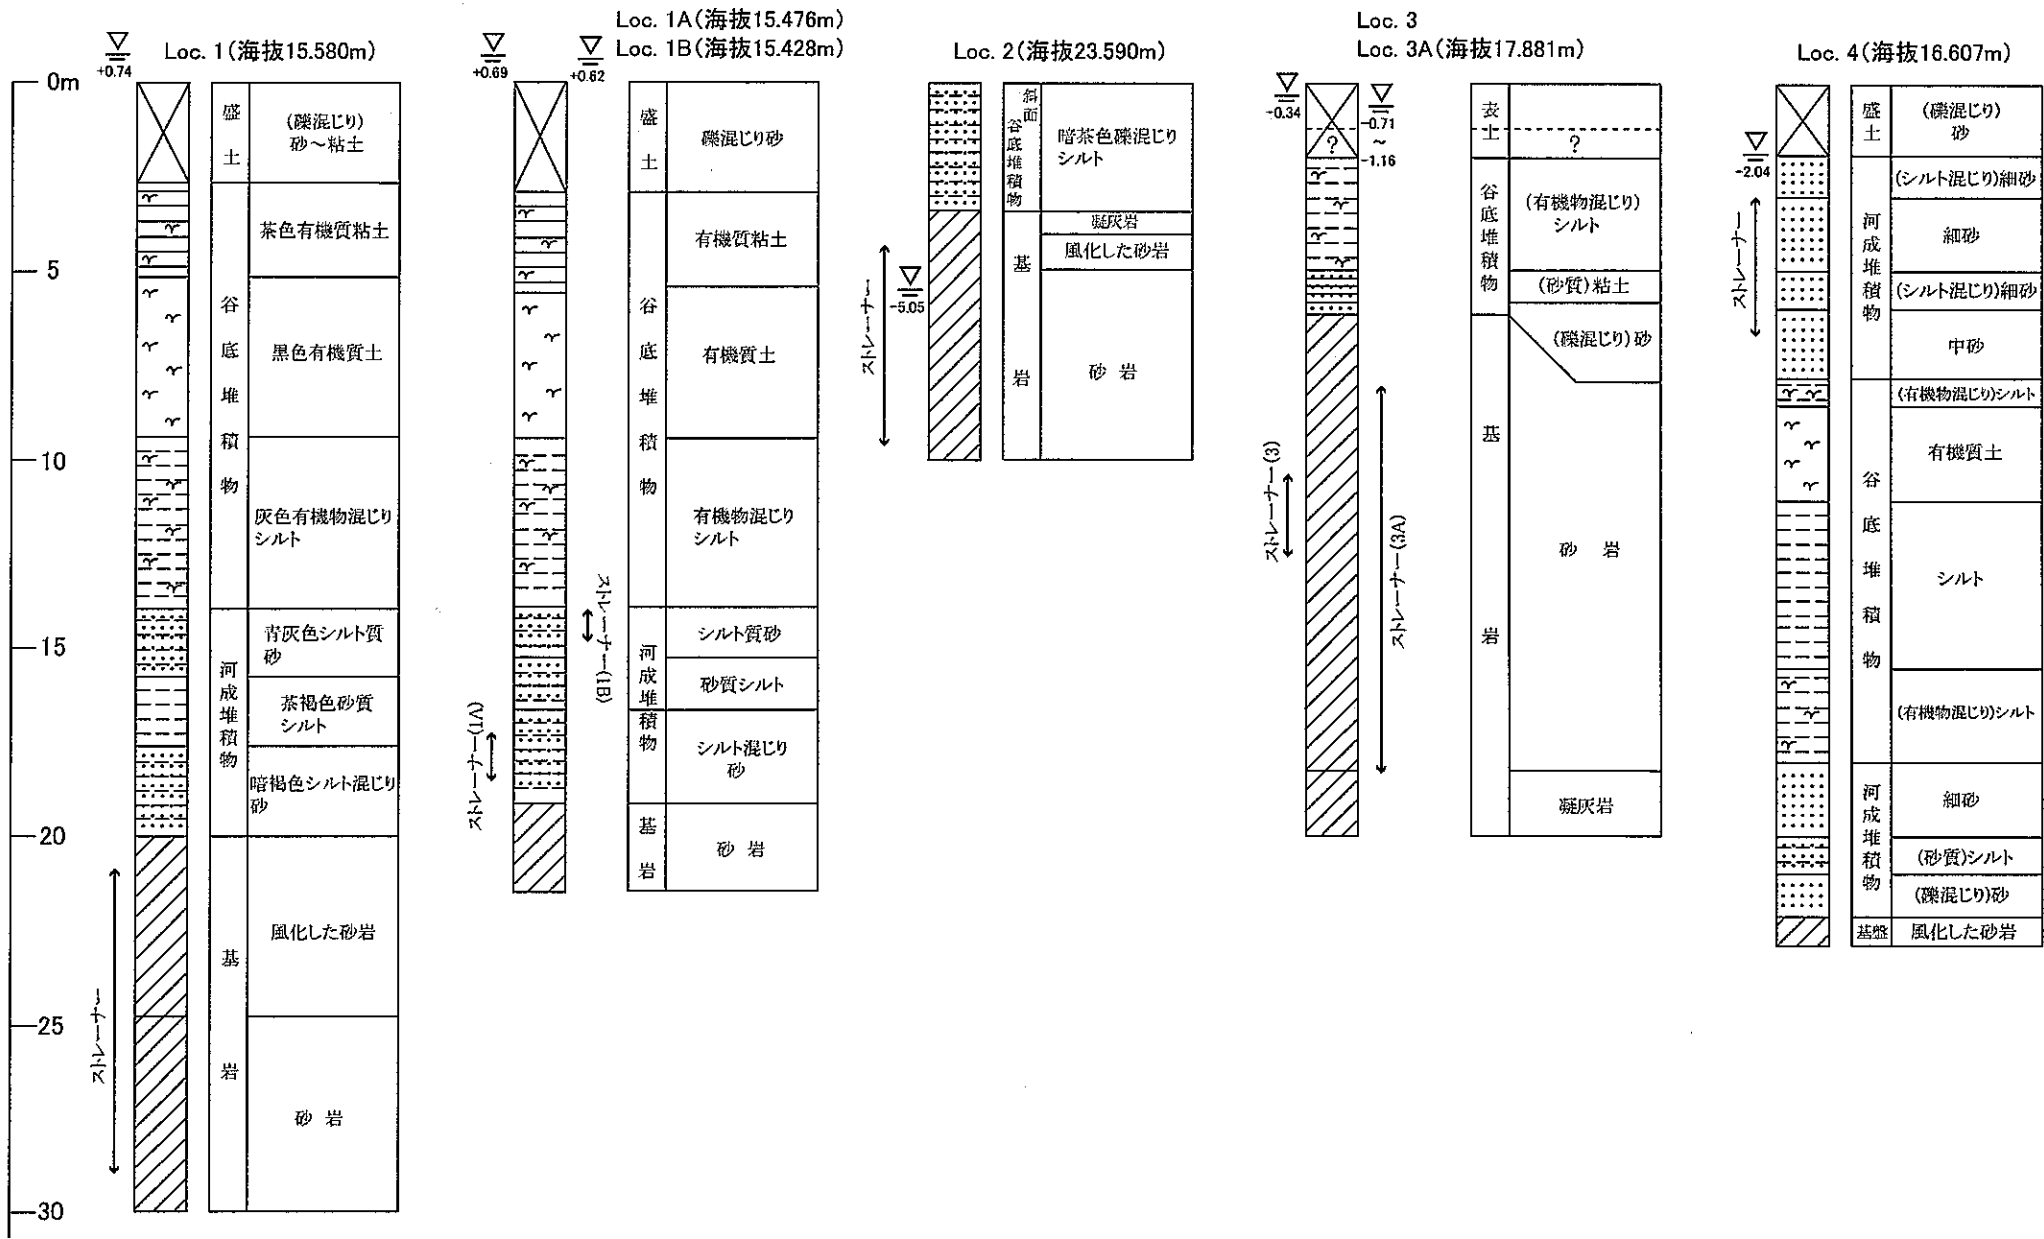 0m
5
10
15
20
25
30
Loc. 1(海抜15.580m)
+0.74
盛土
(礫混じり)
砂～粘土
谷底堆積物
茶色有機質粘土
黒色有機質土
灰色有機物混じり
シルト
河成堆積物
青灰色シルト質
砂
茶褐色砂質
シルト
暗褐色シルト混じり
砂
基岩
風化した砂岩
砂 岩
ストレーナー
Loc. 1A(海抜15.476m)
Loc. 1B(海抜15.428m)
+0.69
+0.62
盛土
礫混じり砂
谷底堆積物
有機質粘土
有機質土
有機物混じり
シルト
河成堆積物
シルト質砂
砂質シルト
シルト混じり
砂
基岩
砂 岩
ストレーナー(1A)
ストレーナー(1B)
Loc. 2(海抜23.590m)
斜面
谷底堆積物
暗茶色礫混じり
シルト
基岩
凝灰岩
風化した砂岩
砂 岩
ストレーナー
-5.05
Loc. 3
Loc. 3A(海抜17.881m)
-0.34
-0.71
～
-1.16
?
表土
?
谷底堆積物
(有機物混じり)
シルト
(砂質)粘土
(礫混じり)砂
基岩
砂 岩
凝灰岩
ストレーナー(3)
ストレーナー(3A)
Loc. 4(海抜16.607m)
-2.04
盛土
(礫混じり)
砂
河成堆積物
(シルト混じり)細砂
細砂
(シルト混じり)細砂
中砂
谷底堆積物
(有機物混じり)シルト
有機質土
シルト
(有機物混じり)シルト
河成堆積物
細砂
(砂質)シルト
(礫混じり)砂
基盤
風化した砂岩
ストレーナー